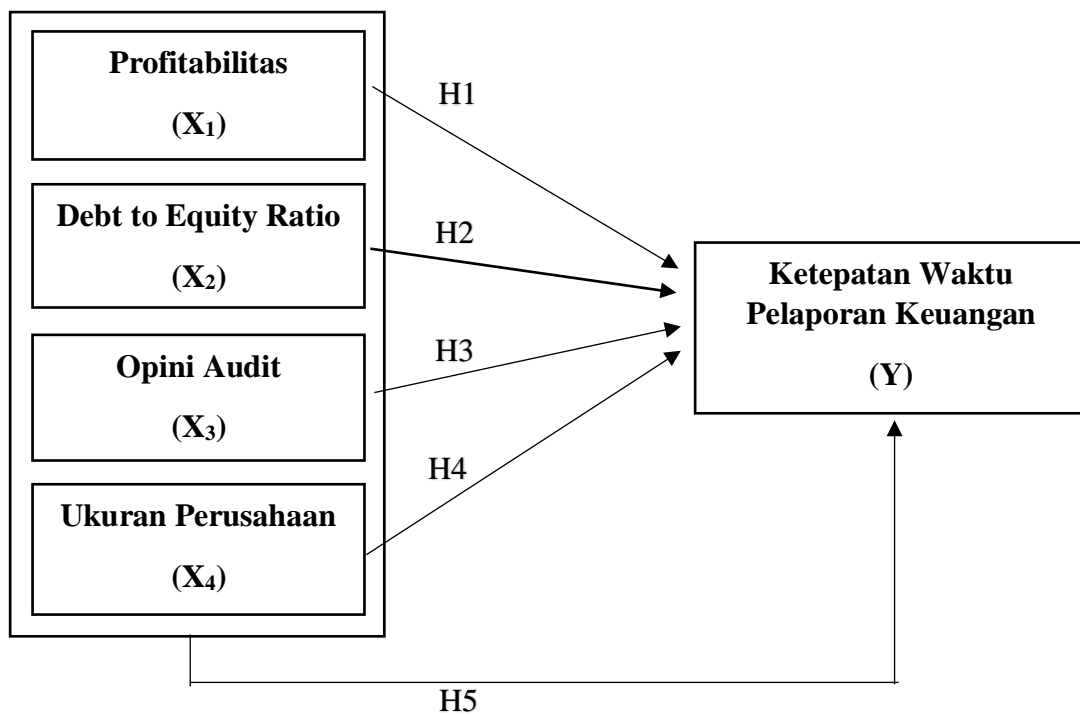 Profitabilitas
(X₁)
H1
Debt to Equity Ratio
(X₂)
H2
Opini Audit
(X₃)
H3
Ukuran Perusahaan
(X₄)
H4
Ketepatan Waktu
Pelaporan Keuangan
(Y)
H5